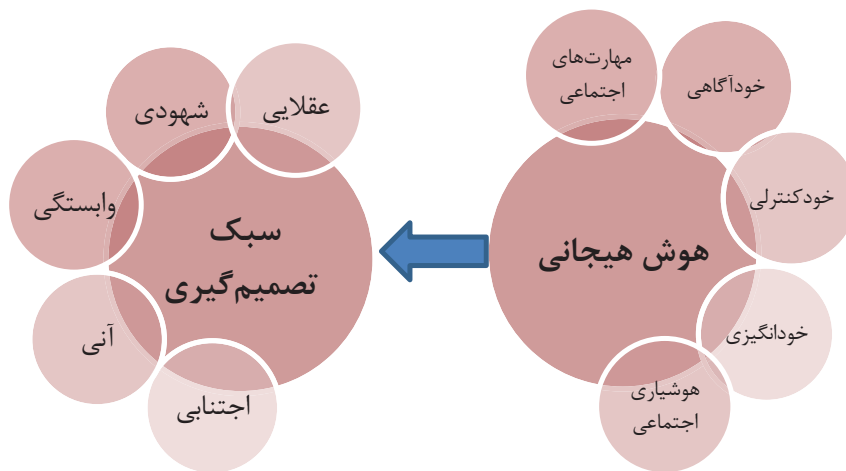 مهارت‌های
اجتماعی
خودآگاهی
خودکنترلی
خودانگیزی
هوشیاری
اجتماعی
هوش هیجانی
عقلایی
شهودی
وابستگی
آنی
اجتنابی
سبک
تصمیم‌گیری